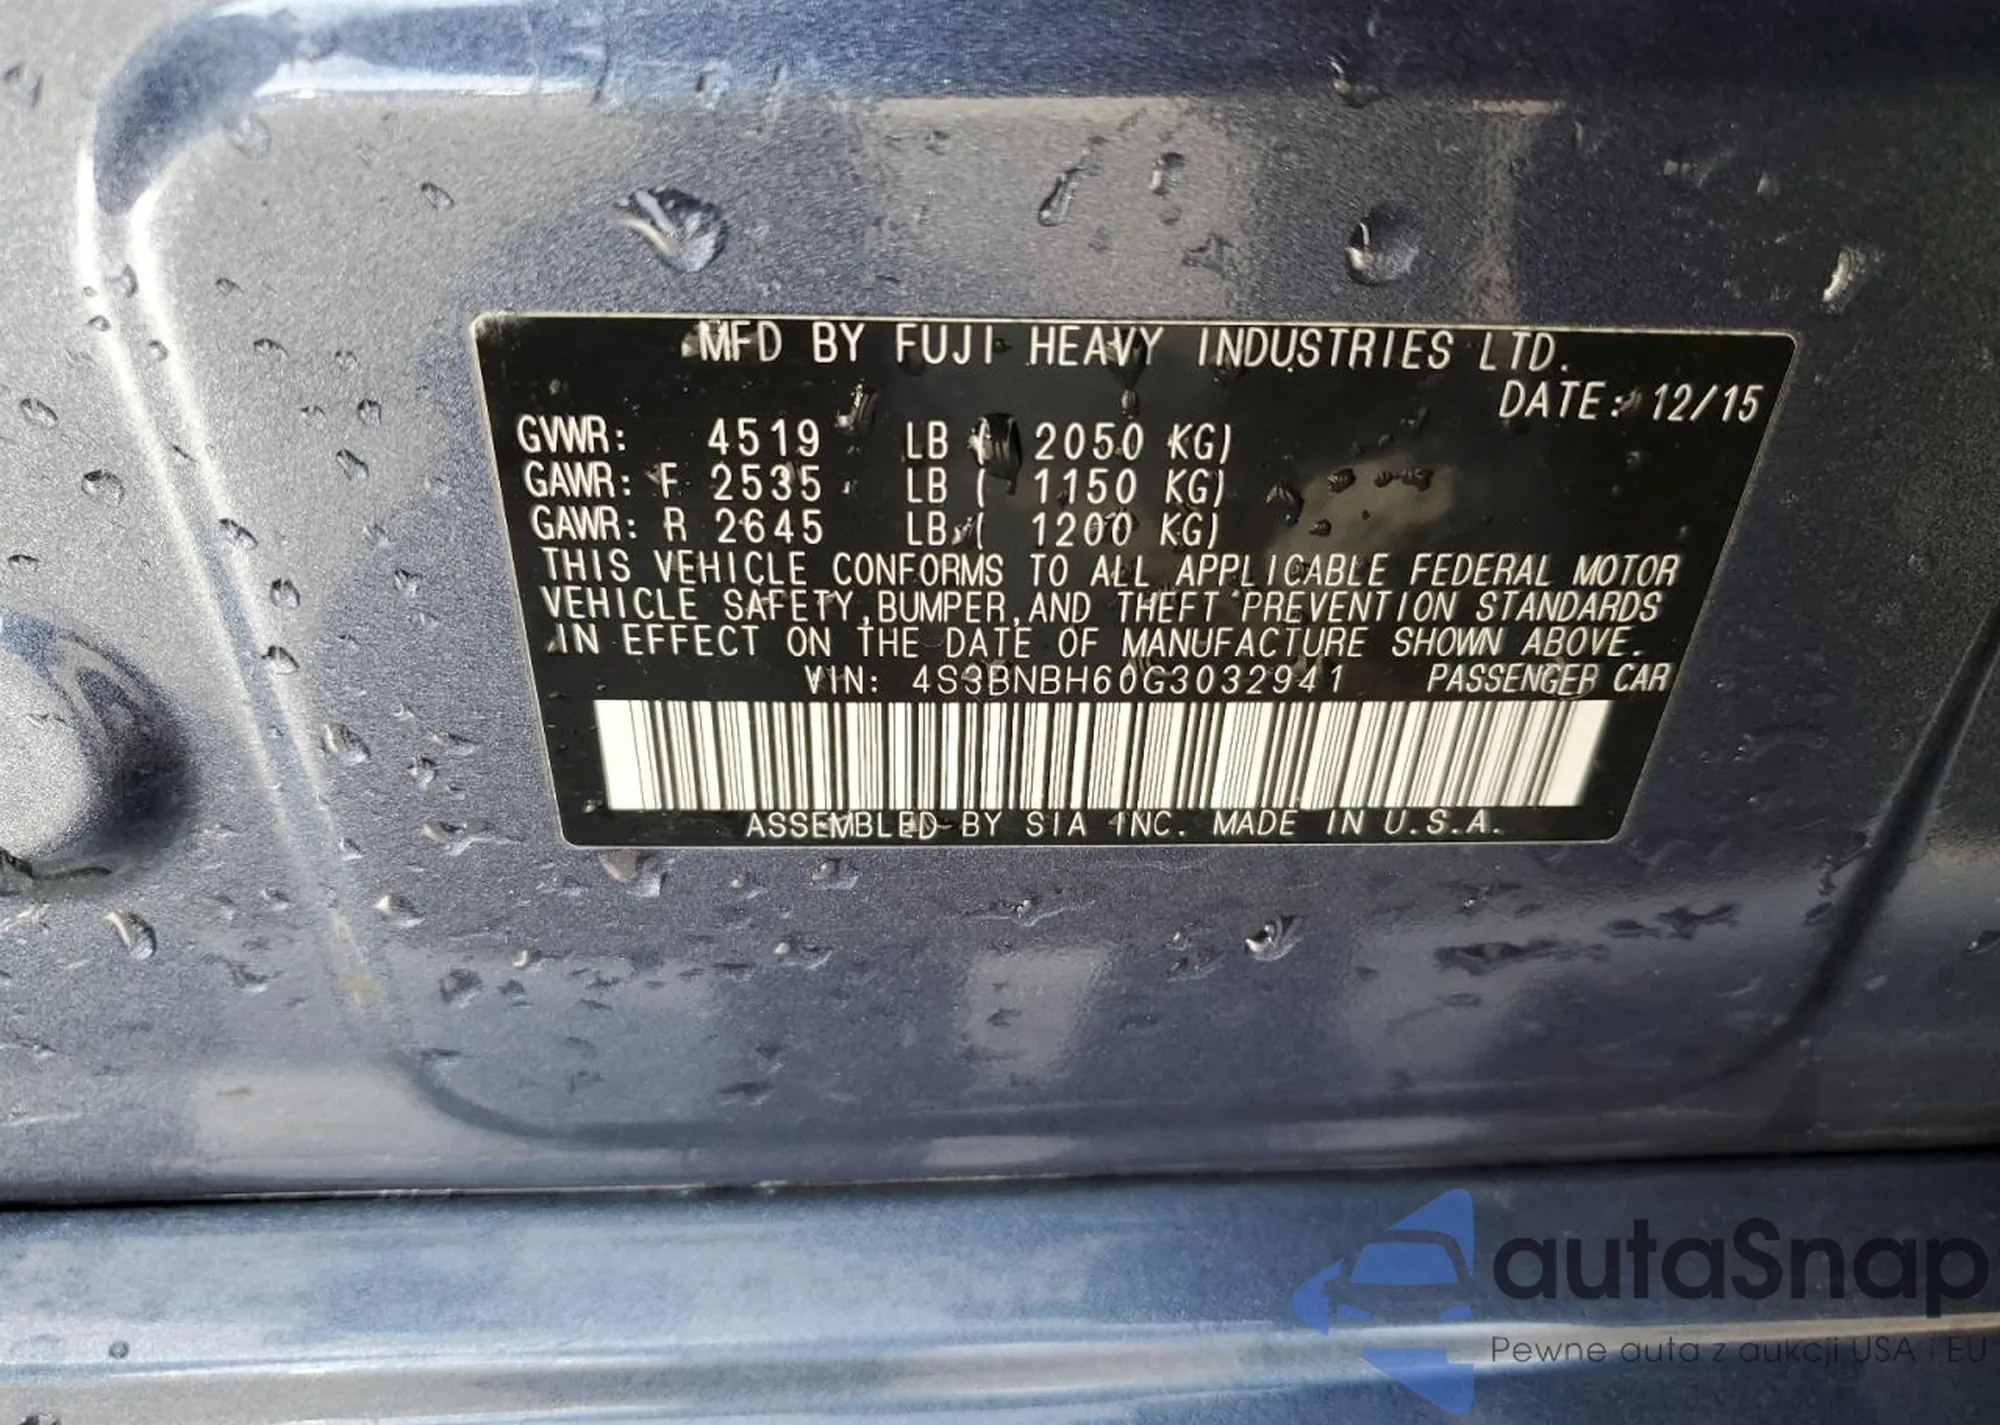 MFD BY FUJI HEAVY INDUSTRIES LTD.
DATE: 12/15
GVWR: 4519 LB ( 2050 KG)
GAWR: F 2535 LB ( 1150 KG)
GAWR: R 2645 LB ( 1200 KG)
THIS VEHICLE CONFORMS TO ALL APPLICABLE FEDERAL MOTOR
VEHICLE SAFETY,BUMPER,AND THEFT PREVENTION STANDARDS
IN EFFECT ON THE DATE OF MANUFACTURE SHOWN ABOVE.
VIN: 4S3BNBH60G3032941 PASSENGER CAR
ASSEMBLED BY SIA INC. MADE IN U.S.A.
autaSnap
Pewne auta z aukcji USA i EU